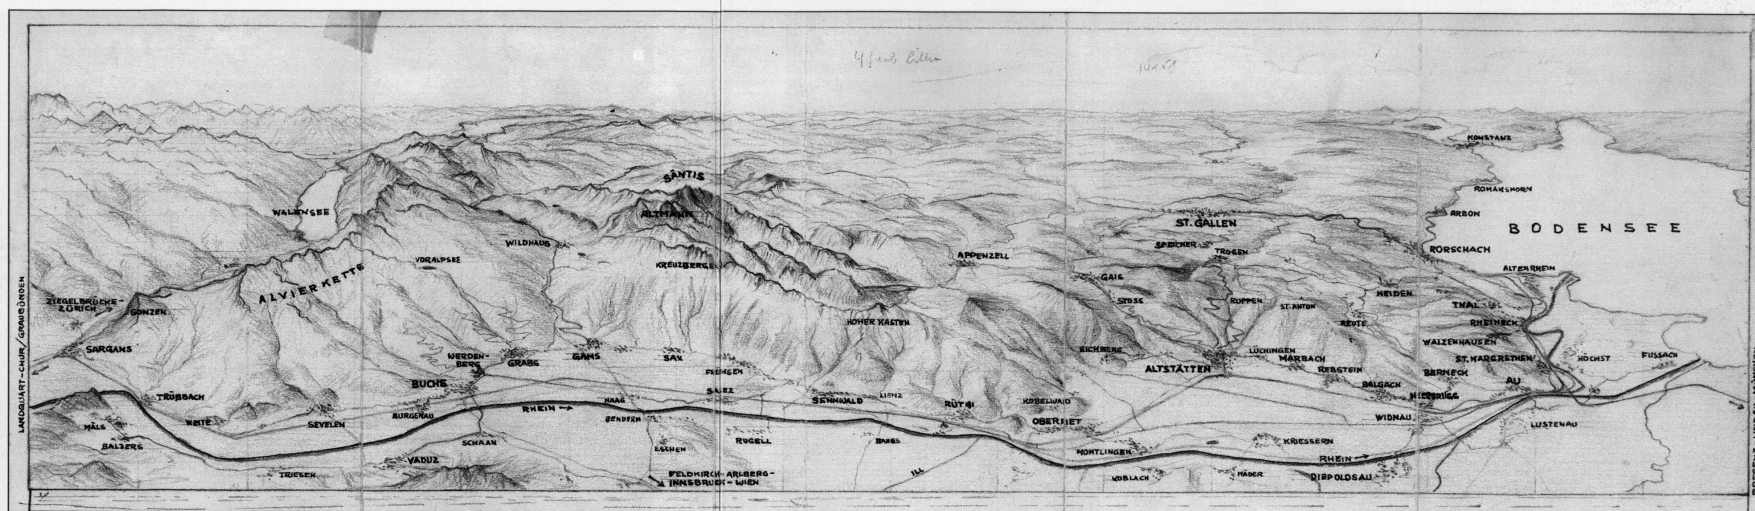 KONSTANZ
ROMANSHORN
SÄNTIS
WALENSEE
ALTMANN
ST. GALLEN
ARBON
BODENSEE
WILDHAUS
SPEICHER
TROGEN
RORSCHACH
VORALPSEE
KREUZBERGE
APPENZELL
ALTENRHEIN
ALVIERKETTE
GAIS
ZIEGELBRÜCKE-
ZÜRICH
GONZEN
STOSS
RUPPEN
ST. ANTON
HEIDEN
THAL
HOHER KASTEN
REUTE
RHEINECK
LANDQUART-CHUR/GRAUBÜNDEN
SARGANS
WERDEN-
BERG
GRABS
GAMS
SAX
EICHBERG
LÜCHINGEN
MARBACH
WALZENHAUSEN
ST. MARGRETHEN
HÖCHST
FUSSACH
BUCHS
ALTSTÄTTEN
REBSTEIN
BERNECK
BALGACH
AU
TRÜBBACH
HAAG
SALEZ
SENNWALD
LIENZ
RÜTHI
KOBELWAID
HEERBRUGG
MÄLS
WEITE
SEVELEN
BURGERAU
RHEIN
BENDERN
OBERRIET
WIDNAU
LUSTENAU
BALZERS
SCHAAN
ESCHEN
RUGELL
BANGS
MONTLINGEN
KRIESSERN
TRIESEN
VADUZ
ILL
RHEIN
FELDKIRCH-ARLBERG-
INNSBRUCK-WIEN
KOBLACH
MÄDER
DIEPOLDSAU